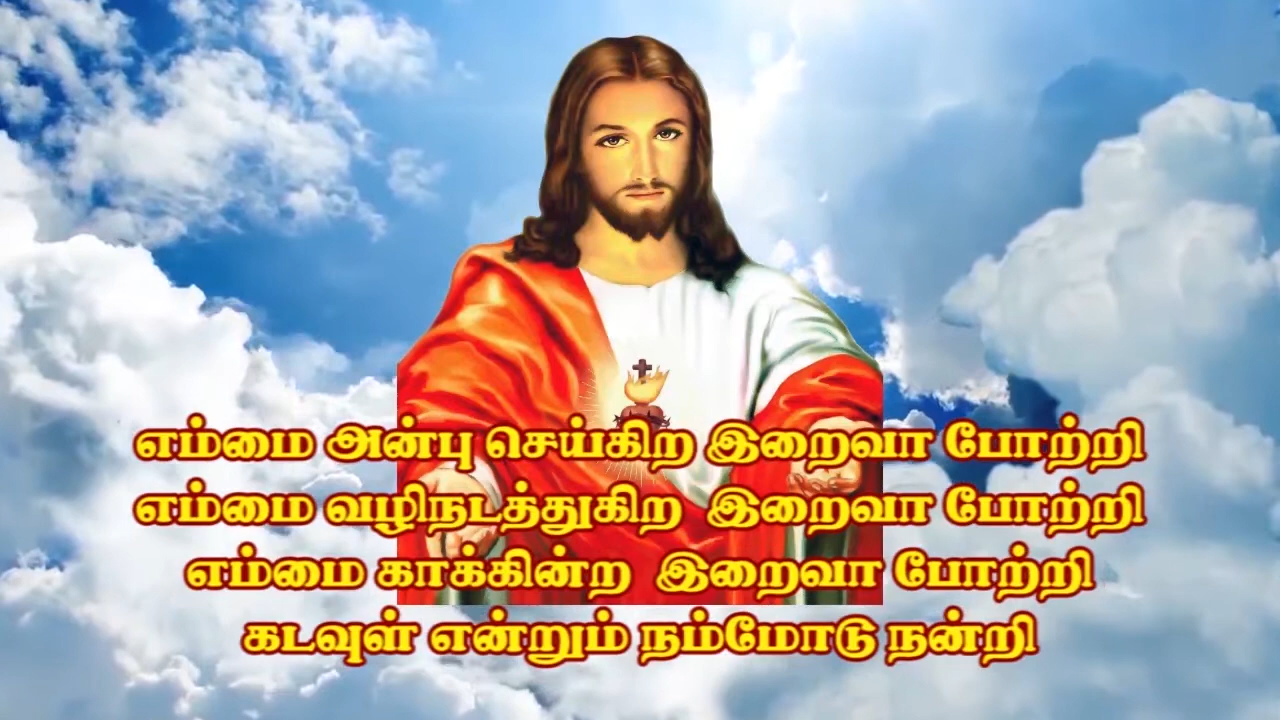 எம்மை அன்பு செய்கிற இறைவா போற்றி
எம்மை வழிநடத்துகிற இறைவா போற்றி
எம்மை காக்கின்ற இறைவா போற்றி
கடவுள் என்றும் நம்மோடு நன்றி